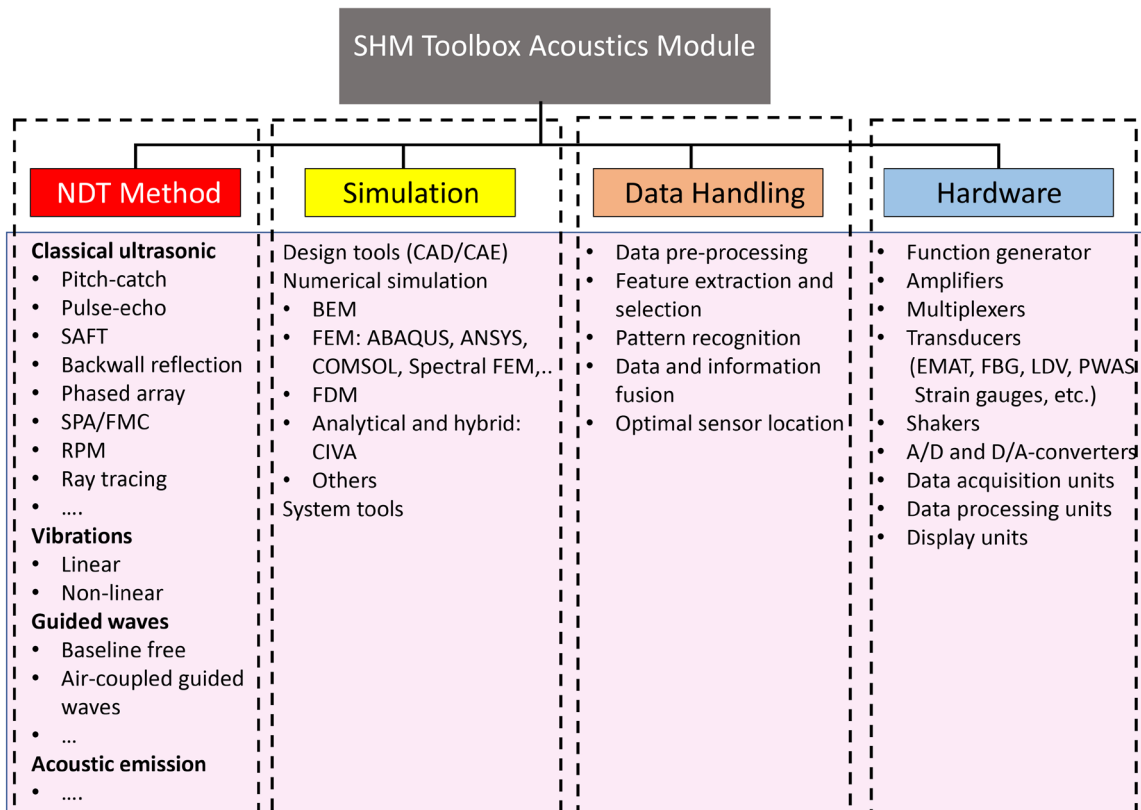 SHM Toolbox Acoustics Module
NDT Method
Classical ultrasonic
• Pitch-catch
• Pulse-echo
• SAFT
• Backwall reflection
• Phased array
• SPA/FMC
• RPM
• Ray tracing
• ....
Vibrations
• Linear
• Non-linear
Guided waves
• Baseline free
• Air-coupled guided
waves
• ...
Acoustic emission
• ....
Simulation
Design tools (CAD/CAE)
Numerical simulation
• BEM
• FEM: ABAQUS, ANSYS,
COMSOL, Spectral FEM,..
• FDM
• Analytical and hybrid:
CIVA
• Others
System tools
Data Handling
• Data pre-processing
• Feature extraction and
selection
• Pattern recognition
• Data and information
fusion
• Optimal sensor location
Hardware
• Function generator
• Amplifiers
• Multiplexers
• Transducers
(EMAT, FBG, LDV, PWAS
Strain gauges, etc.)
• Shakers
• A/D and D/A-converters
• Data acquisition units
• Data processing units
• Display units